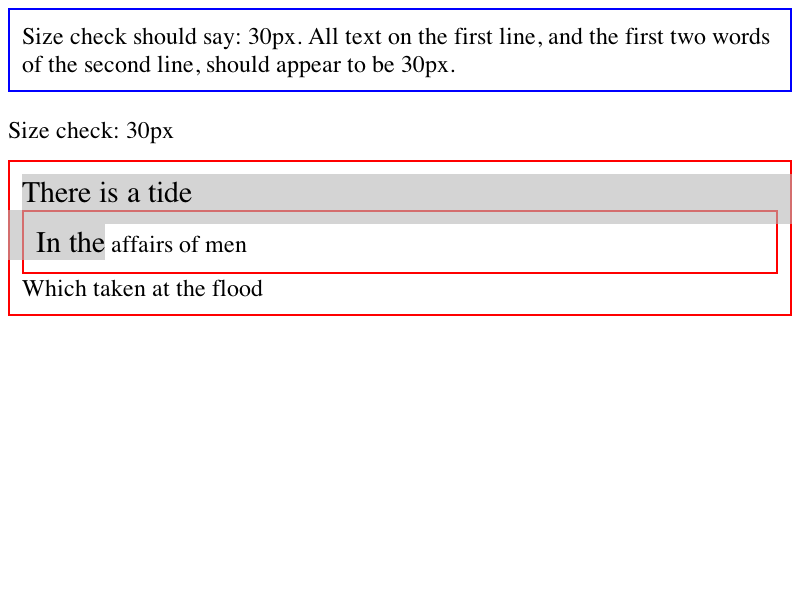 Size check should say: 30px. All text on the first line, and the first two words
of the second line, should appear to be 30px.
Size check: 30px
There is a tide
In the affairs of men
Which taken at the flood